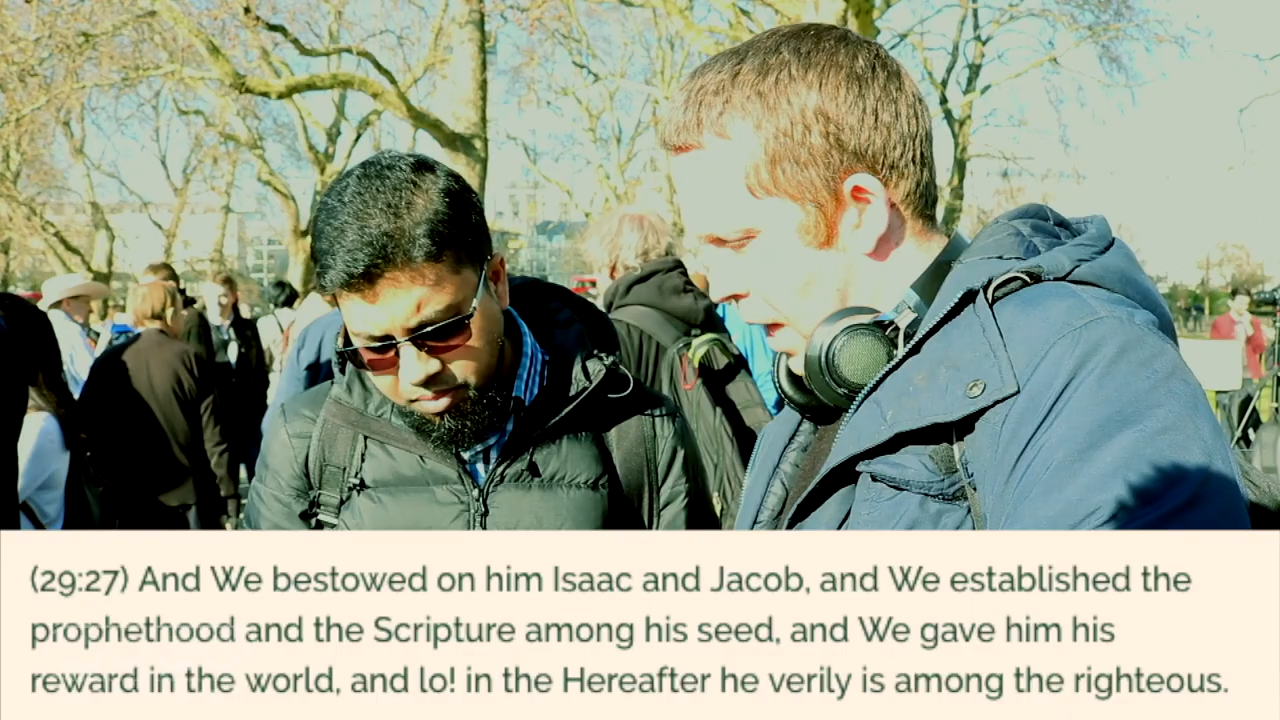 (29:27) And We bestowed on him Isaac and Jacob, and We established the
prophethood and the Scripture among his seed, and We gave him his
reward in the world, and lo! in the Hereafter he verily is among the righteous.